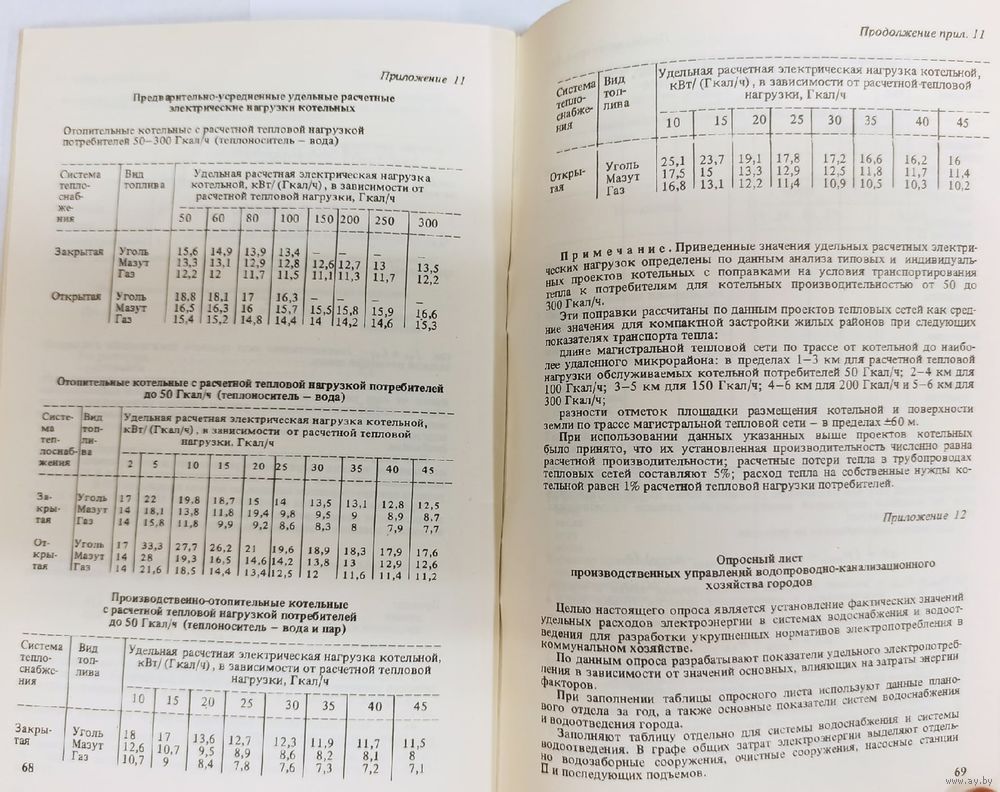 Приложение 11
Предварительно-усредненные удельные расчетные
электрические нагрузки котельных
Отопительные котельные с расчетной тепловой нагрузкой
потребителей 50–300 Гкал/ч (теплоноситель – вода)
Система Вид Удельная расчетная электрическая нагрузка
тепло- топлива котельной, кВт/ (Гкал/ч) , в зависимости от
снаб- расчетной тепловой нагрузки, Гкал/ч
же-
ния 50 60 80 100 150 200 250 300
Закрытая Уголь 15,6 14,9 13,9 13,4 – – – –
Мазут 13,3 13,1 12,9 12,8 12,6 12,7 13 13,5
Газ 12,2 12 11,7 11,5 11,1 11,3 11,7 12,2
Открытая Уголь 18,8 18,1 17 16,3 – – – –
Мазут 16,5 16,3 16 15,7 15,5 15,8 15,9 16,6
Газ 15,4 15,2 14,8 14,4 14 14,2 14,6 15,3
Отопительные котельные с расчетной тепловой нагрузкой потребителей
до 50 Гкал/ч (теплоноситель – вода)
Систе- Вид Удельная расчетная электрическая нагрузка котельной,
ма топ- кВт/ (Гкал/ч) , в зависимости от расчетной тепловой
теп- ли- нагрузки. Гкал/ч
лоснаб- ва
жения 2 5 10 15 20 25 30 35 40 45
За- Уголь 17 22 19.8 18,7 15 14 13,5 13,1 12,8 12,5
кры- Мазут 14 18,1 13,8 11,8 19,4 9,8 9,5 9 8,9 8.7
тая Газ 14 15,8 11,8 9,9 9,2 8,6 8,3 8 7,9 7,7
От- Уголь 17 33,3 27,7 26,2 21 19,6 18,9 18,3 17,9 17,6
кры- Мазут 14 28 19,3 16,5 14,6 14,2 13,8 13 12,9 12,6
тая Газ 14 21,6 18,5 14,4 13,4 12,5 12 11,6 11,4 11,2
Производственно-отопительные котельные
с расчетной тепловой нагрузкой потребителей
до 50 Гкал/ч (теплоноситель – вода и пар)
Система Вид Удельная расчетная электрическая нагрузка котельной,
тепло- топ- кВт/ (Гкал/ч) , в зависимости от расчетной тепловой
снабже- лива нагрузки, Гкал/ч
ния 10 15 20 25 30 35 40 45
Закры- Уголь 18 17 13,6 12,7 12,3 11,9 11,7 11,5
тая Мазут 12,6 10,7 9,5 8,9 8,6 8,2 8,1 8
Газ 10,7 9 8,4 7,8 7,6 7,3 7,2 7,1
68
Продолжение прил. 11
Система Вид Удельная расчетная электрическая нагрузка котельной,
тепло- топ- кВт/ (Гкал/ч) , в зависимости от расчетной тепловой
снабже- лива нагрузки, Гкал/ч
ния 10 15 20 25 30 35 40 45
Откры- Уголь 25,1 23,7 19,1 17,8 17,2 16,6 16,2 16
тая Мазут 17,5 15 13,3 12,9 12,5 11,8 11,7 11,4
Газ 16,8 13,1 12,2 11,4 10,9 10,5 10,3 10,2
Примечание. Приведенные значения удельных расчетных электри-
ческих нагрузок определены по данным анализа типовых и индивидуаль-
ных проектов котельных с поправками на условия транспортирования
тепла к потребителям для котельных производительностью от 50 до
300 Гкал/ч.
Эти поправки рассчитаны по данным проектов тепловых сетей как сред-
ние значения для компактной застройки жилых районов при следующих
показателях транспорта тепла:
длине магистральной тепловой сети по трассе от котельной до наибо-
лее удаленного микрорайона: в пределах 1–3 км для расчетной тепловой
нагрузки обслуживаемых котельной потребителей 50 Гкал/ч; 2–4 км для
100 Гкал/ч; 3–5 км для 150 Гкал/ч; 4–6 км для 200 Гкал/ч и 5–6 км для
300 Гкал/ч;
разности отметок площадки размещения котельной и поверхности
земли по трассе магистральной тепловой сети – в пределах ±60 м.
При использовании данных указанных выше проектов котельных
было принято, что их установленная производительность численно равна
расчетной производительности; расчетные потери тепла в трубопроводах
тепловых сетей составляют 5%; расход тепла на собственные нужды ко-
тельной равен 1% расчетной тепловой нагрузки потребителей.
Приложение 12
Опросный лист
производственных управлений водопроводно-канализационного
хозяйства городов
Целью настоящего опроса является установление фактических значений
удельных расходов электроэнергии в системах водоснабжения и водоот-
ведения для разработки укрупненных нормативов электропотребления в
коммунальном хозяйстве.
По данным опроса разрабатывают показатели удельного электропотреб-
ления в зависимости от значений основных, влияющих на затраты энергии
факторов.
При заполнении таблицы опросного листа используют данные плано-
вого отдела за год, а также основные показатели систем водоснабжения
и водоотведения города.
Заполняют таблицу отдельно для системы водоснабжения и системы
водоотведения. В графе общих затрат электроэнергии выделяют отдель-
но водозаборные сооружения, очистные сооружения, насосные станции
II и последующих подъемов.
69
www.ay.by